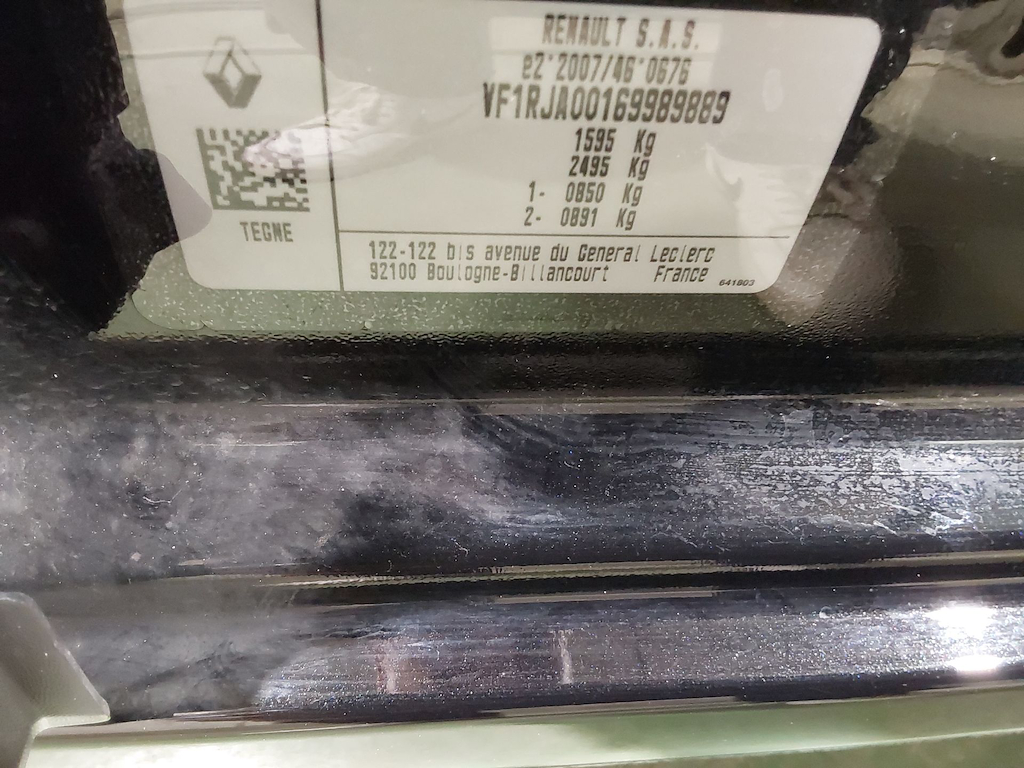 RENAULT S.A.S.
e2*2007/46*0676
VF1RJA00169989889
1595 Kg
2495 Kg
1- 0850 Kg
2- 0891 Kg
TEGNE
122-122 bis avenue du General Leclerc
92100 Boulogne-Billancourt France
641803